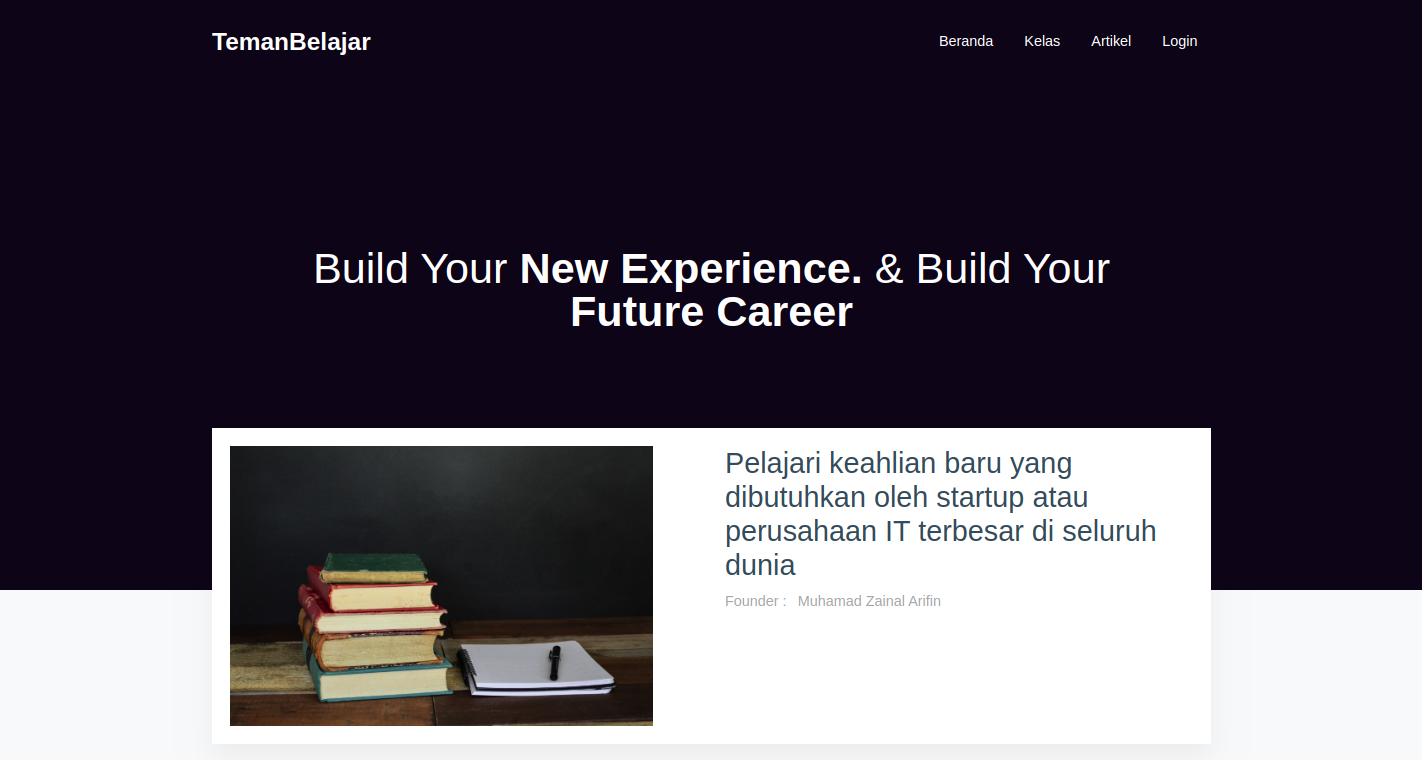 TemanBelajar
Beranda Kelas Artikel Login
Build Your New Experience. & Build Your
Future Career
Pelajari keahlian baru yang
dibutuhkan oleh startup atau
perusahaan IT terbesar di seluruh
dunia
Founder : Muhamad Zainal Arifin